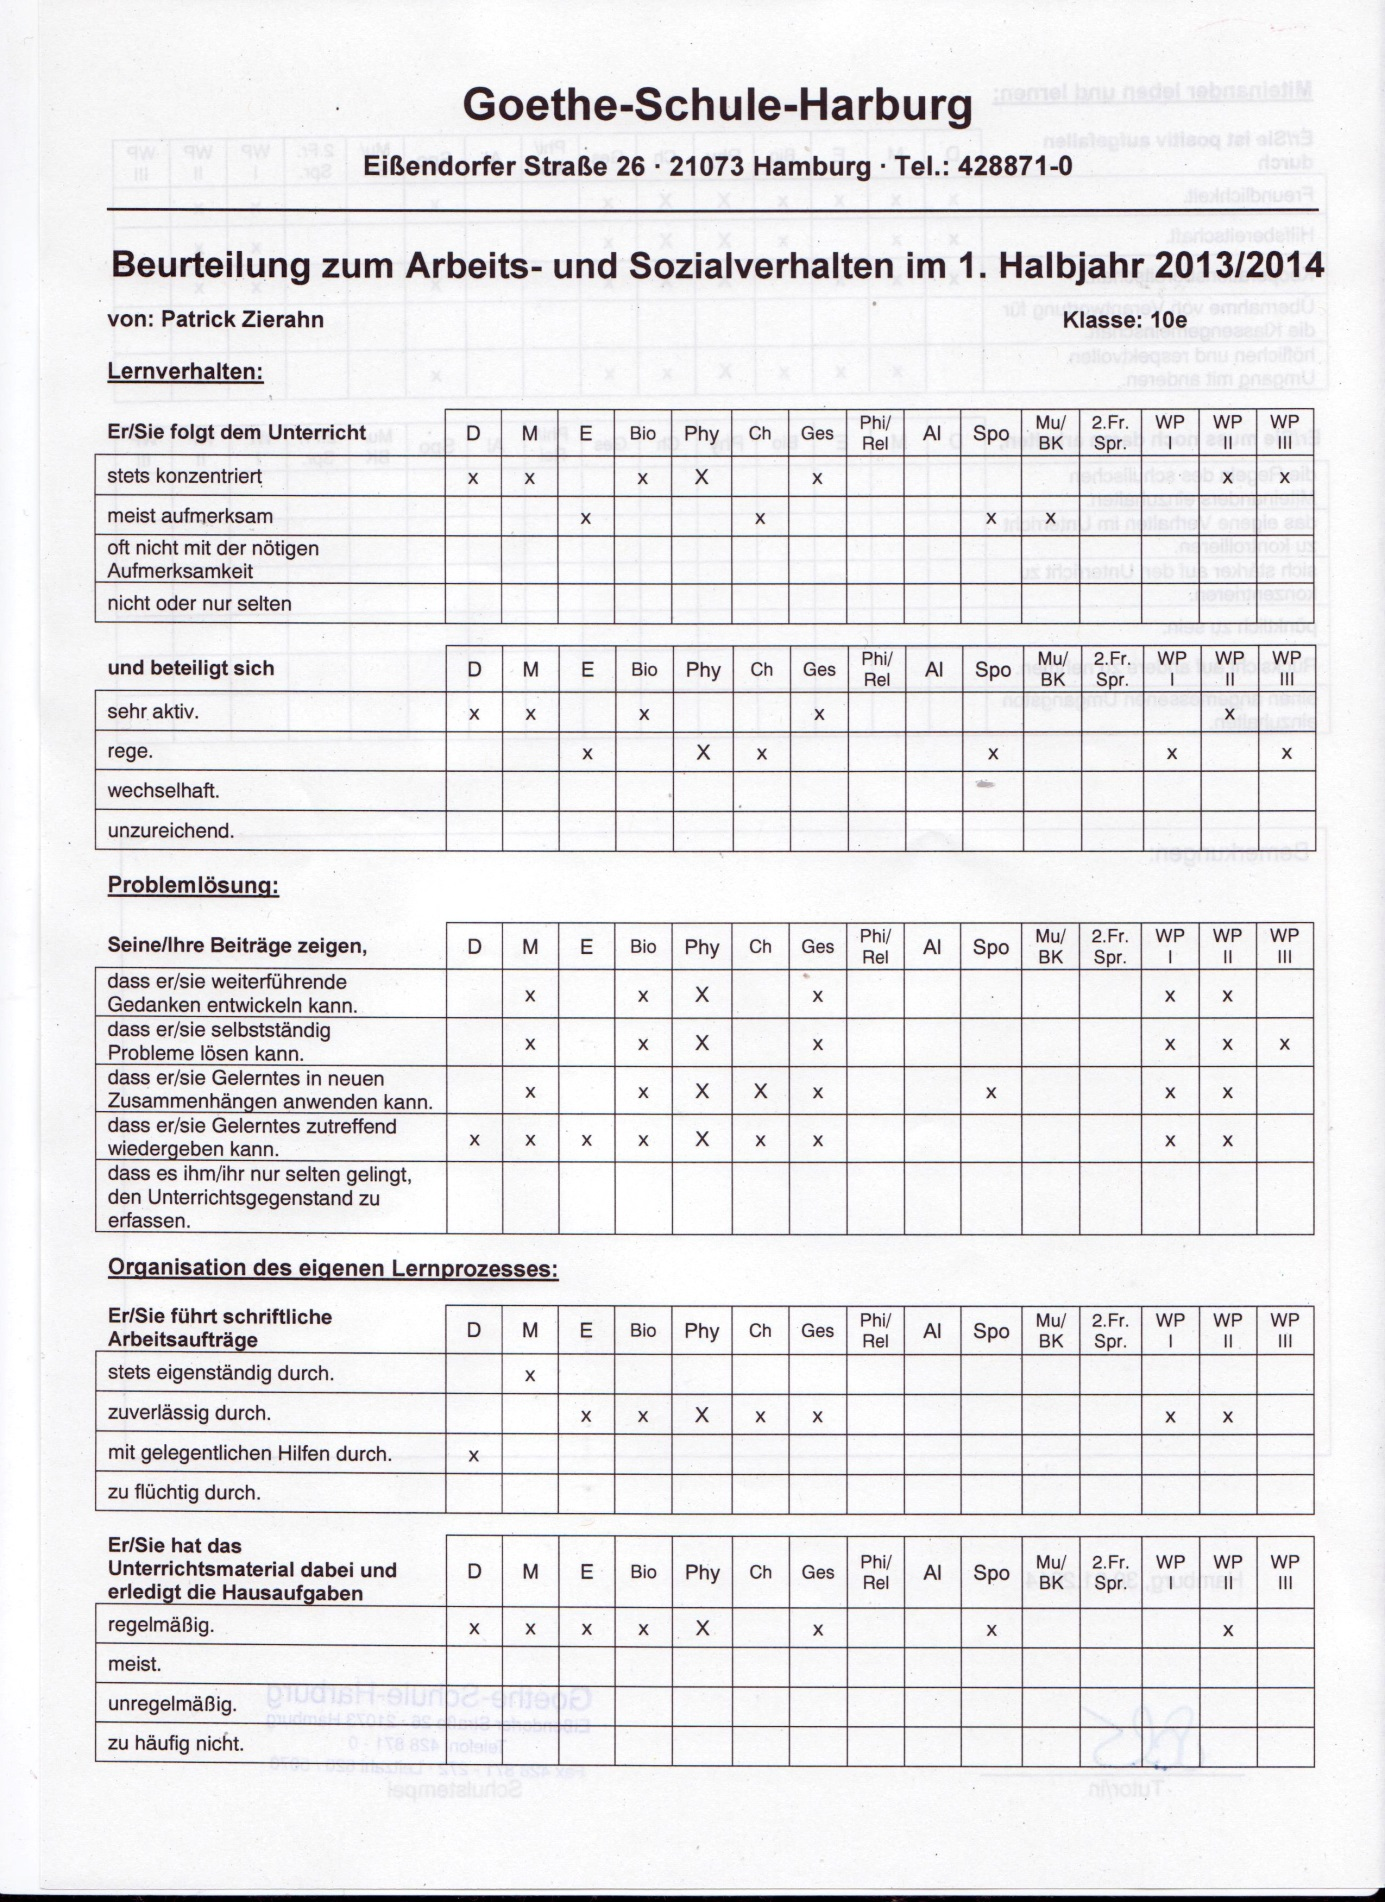 Goethe-Schule-Harburg
Eißendorfer Straße 26 · 21073 Hamburg · Tel.: 428871-0
Beurteilung zum Arbeits- und Sozialverhalten im 1. Halbjahr 2013/2014
von: Patrick Zierahn Klasse: 10e
Lernverhalten:
Er/Sie folgt dem Unterricht D M E Bio Phy Ch Ges Phi/Rel Al Spo Mu/BK 2.Fr.Spr. WP I WP II WP III
stets konzentriert x x x X x x x
meist aufmerksam x x x x
oft nicht mit der nötigen
Aufmerksamkeit
nicht oder nur selten
und beteiligt sich D M E Bio Phy Ch Ges Phi/Rel Al Spo Mu/BK 2.Fr.Spr. WP I WP II WP III
sehr aktiv. x x x x x
rege. x X x x x x
wechselhaft.
unzureichend.
Problemlösung:
Seine/Ihre Beiträge zeigen, D M E Bio Phy Ch Ges Phi/Rel Al Spo Mu/BK 2.Fr.Spr. WP I WP II WP III
dass er/sie weiterführende
Gedanken entwickeln kann. x x X x x x
dass er/sie selbstständig
Probleme lösen kann. x x X x x x x
dass er/sie Gelerntes in neuen
Zusammenhängen anwenden kann. x x X X x x x x
dass er/sie Gelerntes zutreffend
wiedergeben kann. x x x x X x x x x
dass es ihm/ihr nur selten gelingt,
den Unterrichtsgegenstand zu
erfassen.
Organisation des eigenen Lernprozesses:
Er/Sie führt schriftliche
Arbeitsaufträge D M E Bio Phy Ch Ges Phi/Rel Al Spo Mu/BK 2.Fr.Spr. WP I WP II WP III
stets eigenständig durch. x
zuverlässig durch. x x X x x x x
mit gelegentlichen Hilfen durch. x
zu flüchtig durch.
Er/Sie hat das
Unterrichtsmaterial dabei und
erledigt die Hausaufgaben D M E Bio Phy Ch Ges Phi/Rel Al Spo Mu/BK 2.Fr.Spr. WP I WP II WP III
regelmäßig. x x x x X x x x
meist.
unregelmäßig.
zu häufig nicht.